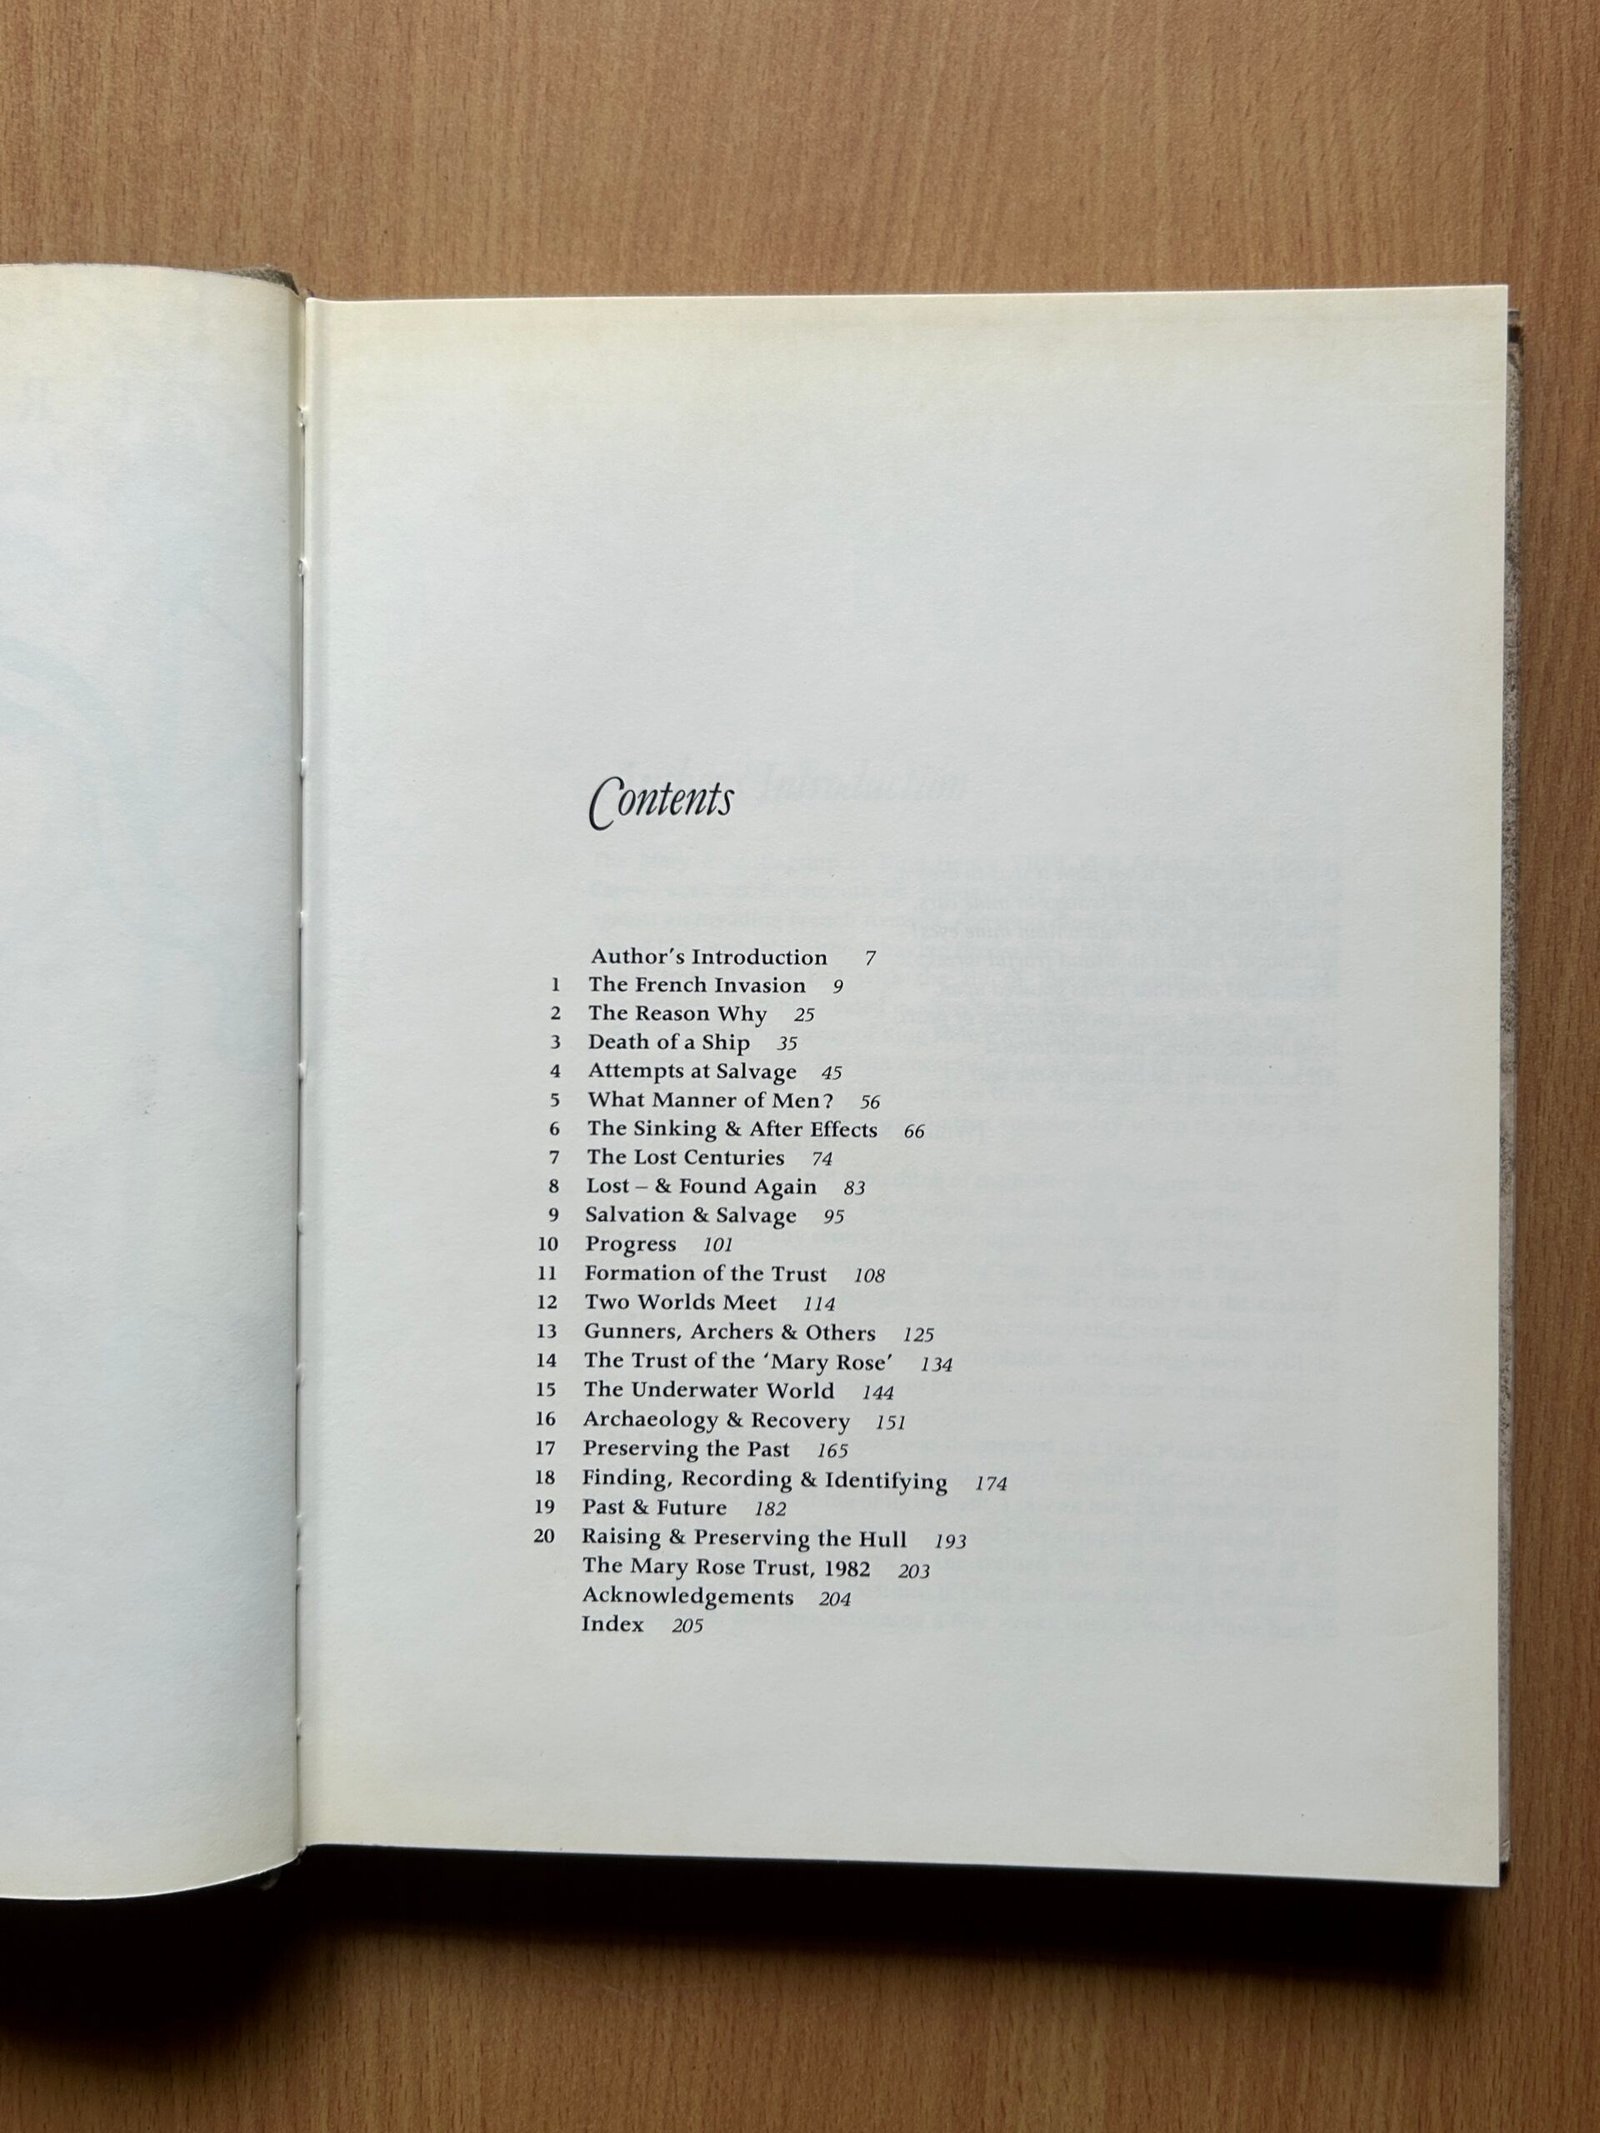 Contents
Author's Introduction 7
1 The French Invasion 9
2 The Reason Why 25
3 Death of a Ship 35
4 Attempts at Salvage 45
5 What Manner of Men? 56
6 The Sinking & After Effects 66
7 The Lost Centuries 74
8 Lost – & Found Again 83
9 Salvation & Salvage 95
10 Progress 101
11 Formation of the Trust 108
12 Two Worlds Meet 114
13 Gunners, Archers & Others 125
14 The Trust of the ‘Mary Rose’ 134
15 The Underwater World 144
16 Archaeology & Recovery 151
17 Preserving the Past 165
18 Finding, Recording & Identifying 174
19 Past & Future 182
20 Raising & Preserving the Hull 193
The Mary Rose Trust, 1982 203
Acknowledgements 204
Index 205